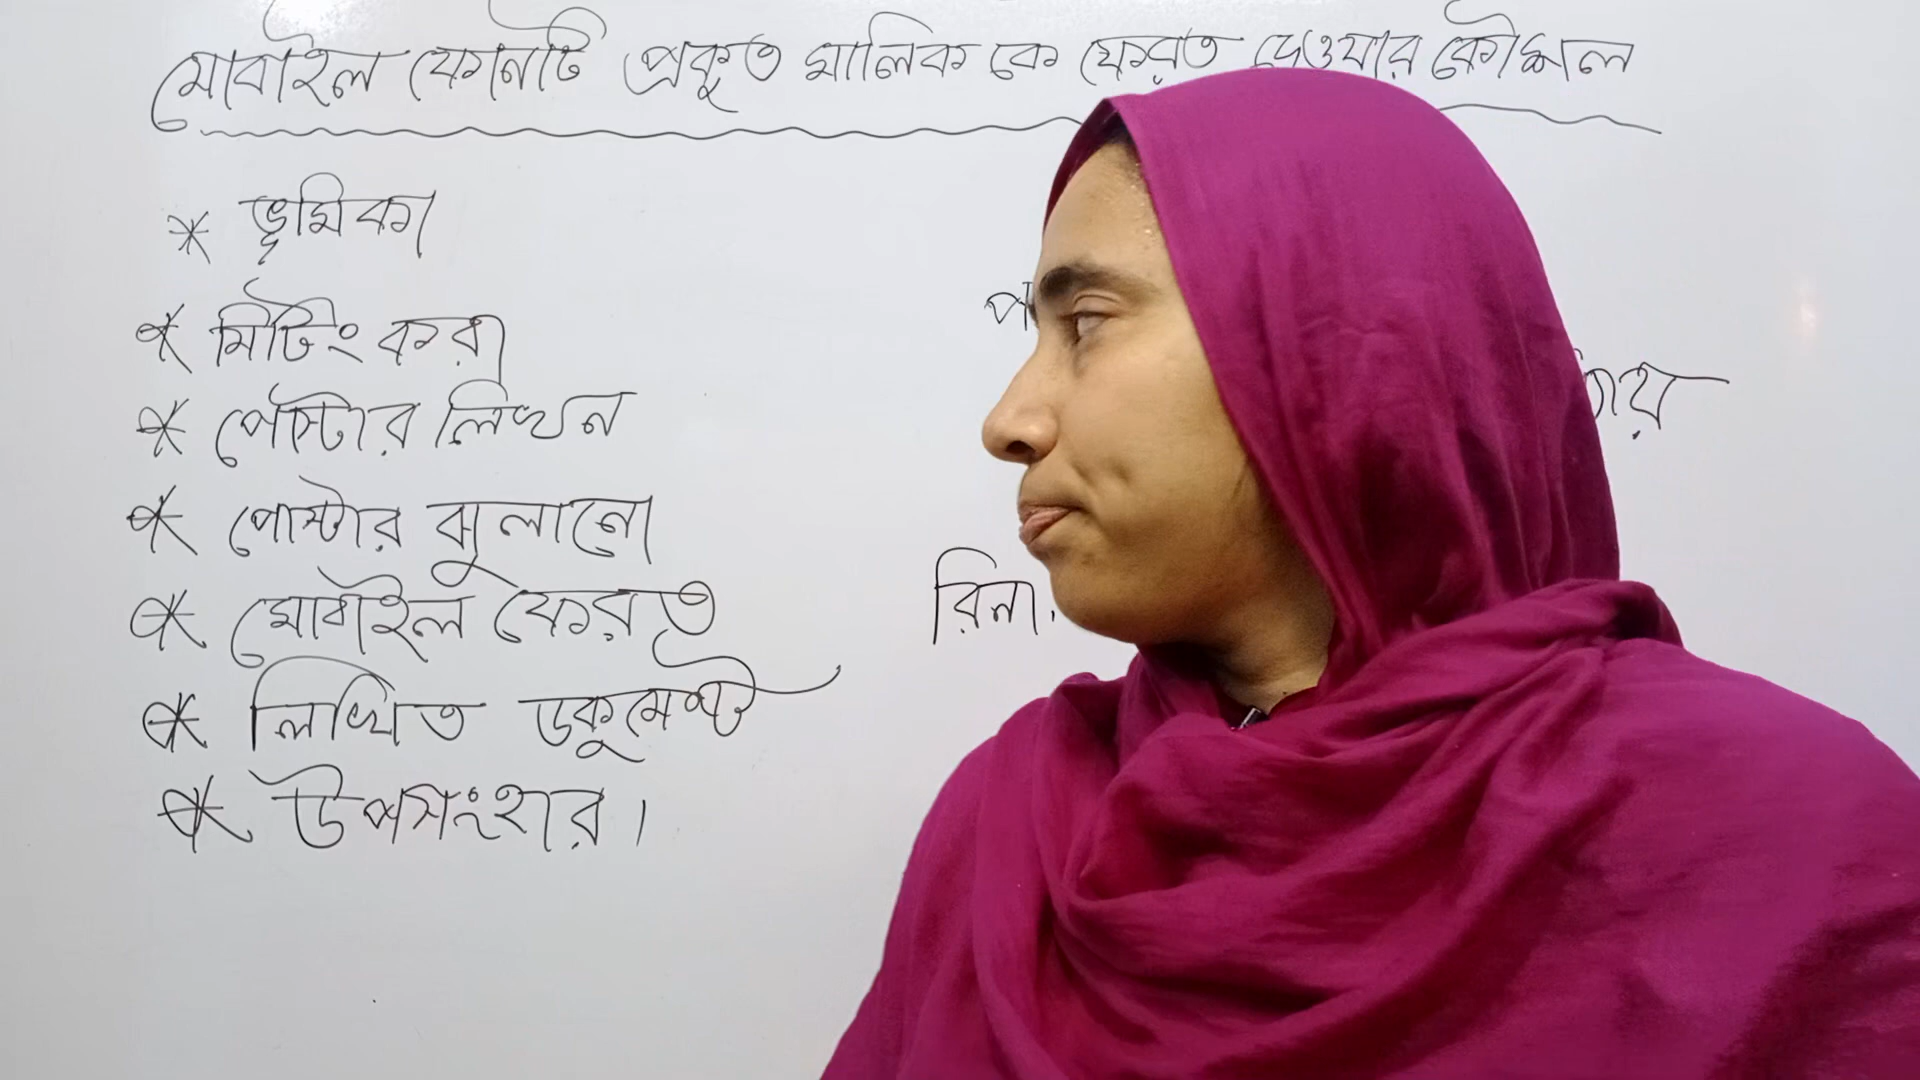 মোবাইল ফোনটি প্রকৃত মালিক কে ফেরত দেওয়ার কৌশল
* ভূমিকা
* মিটিং করা
* পোস্টার লিখন
* পোস্টার ঝুলানো
* মোবাইল ফেরত
* লিখিত ডকুমেন্ট
* উপসংহার।
রিনা